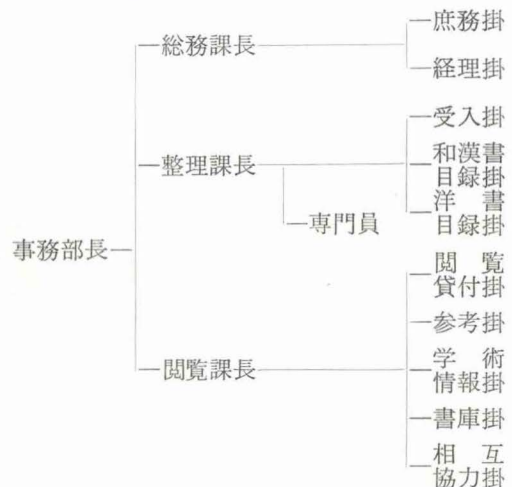 庶務掛
総務課長
経理掛
受入掛
和漢書
整理課長
目録掛
洋 書
専門員
目録掛
事務部長
閲 覧
貸付掛
参考掛
閲覧課長
学 術
情報掛
書庫掛
相 互
協力掛